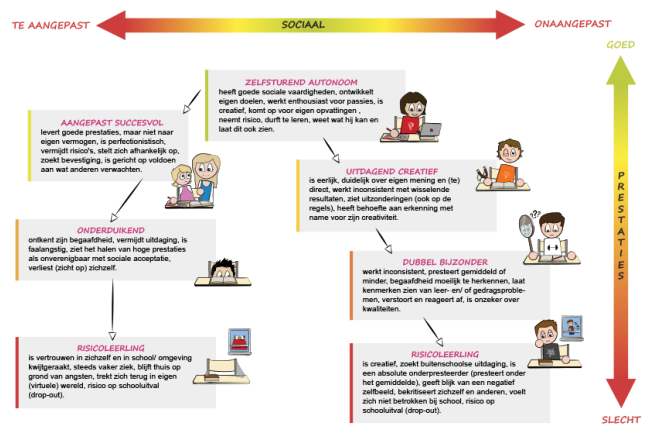 TE AANGEPAST
SOCIAAL
ONAANGEPAST
GOED
ZELFSTUREND AUTONOOM
heeft goede sociale vaardigheden, ontwikkelt
eigen doelen, werkt enthousiast voor passies, is
creatief, komt op voor eigen opvattingen ,
neemt risico, durft te leren, weet wat hij kan en
laat dit ook zien.
AANGEPAST SUCCESVOL
levert goede prestaties, maar niet naar
eigen vermogen, is perfectionistisch,
vermijdt risico's, stelt zich afhankelijk op,
zoekt bevestiging, is gericht op voldoen
aan wat anderen verwachten.
UITDAGEND CREATIEF
is eerlijk, duidelijk over eigen mening en (te)
direct, werkt inconsistent met wisselende
resultaten, ziet uitzonderingen (ook op de
regels), heeft behoefte aan erkenning met
name voor zijn creativiteit.
PRESTATIES
ONDERDUIKEND
ontkent zijn begaafdheid, vermijdt uitdaging, is
faalangstig, ziet het halen van hoge prestaties
als onverenigbaar met sociale acceptatie,
verliest (zicht op) zichzelf.
???
DUBBEL BIJZONDER
werkt inconsistent, presteert gemiddeld of
minder, begaafdheid moeilijk te herkennen, laat
kenmerken zien van leer- en/ of gedragsproble-
men, verstoort en reageert af, is onzeker over
kwaliteiten.
RISICOLEERLING
is vertrouwen in zichzelf en in school/ omgeving
kwijtgeraakt, steeds vaker ziek, blijft thuis op
grond van angsten, trekt zich terug in eigen
(virtuele) wereld, risico op schooluitval
(drop-out).
RISICOLEERLING
is creatief, zoekt buitenschoolse uitdaging, is
een absolute onderpresteerder (presteert onder
het gemiddelde), geeft blijk van een negatief
zelfbeeld, bekritiseert zichzelf en anderen, voelt
zich niet betrokken bij school, risico op
schooluitval (drop-out).
SLECHT